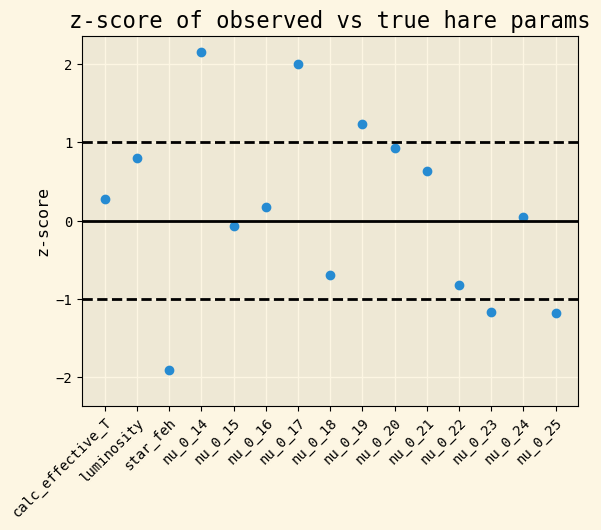 z-score of observed vs true hare params
z-score
2
1
0
−1
−2
calc_effective_T
luminosity
star_feh
nu_0_14
nu_0_15
nu_0_16
nu_0_17
nu_0_18
nu_0_19
nu_0_20
nu_0_21
nu_0_22
nu_0_23
nu_0_24
nu_0_25